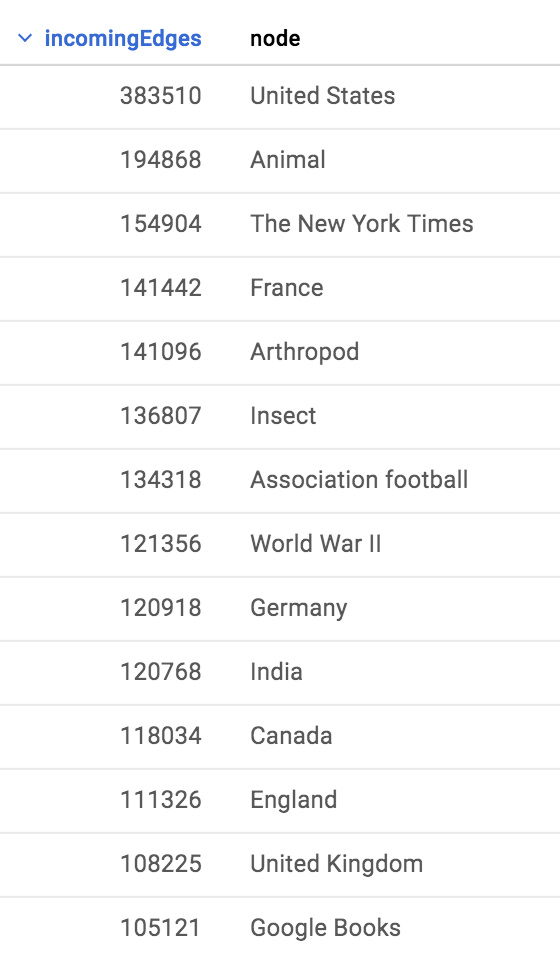 incomingEdges node
383510 United States
194868 Animal
154904 The New York Times
141442 France
141096 Arthropod
136807 Insect
134318 Association football
121356 World War II
120918 Germany
120768 India
118034 Canada
111326 England
108225 United Kingdom
105121 Google Books